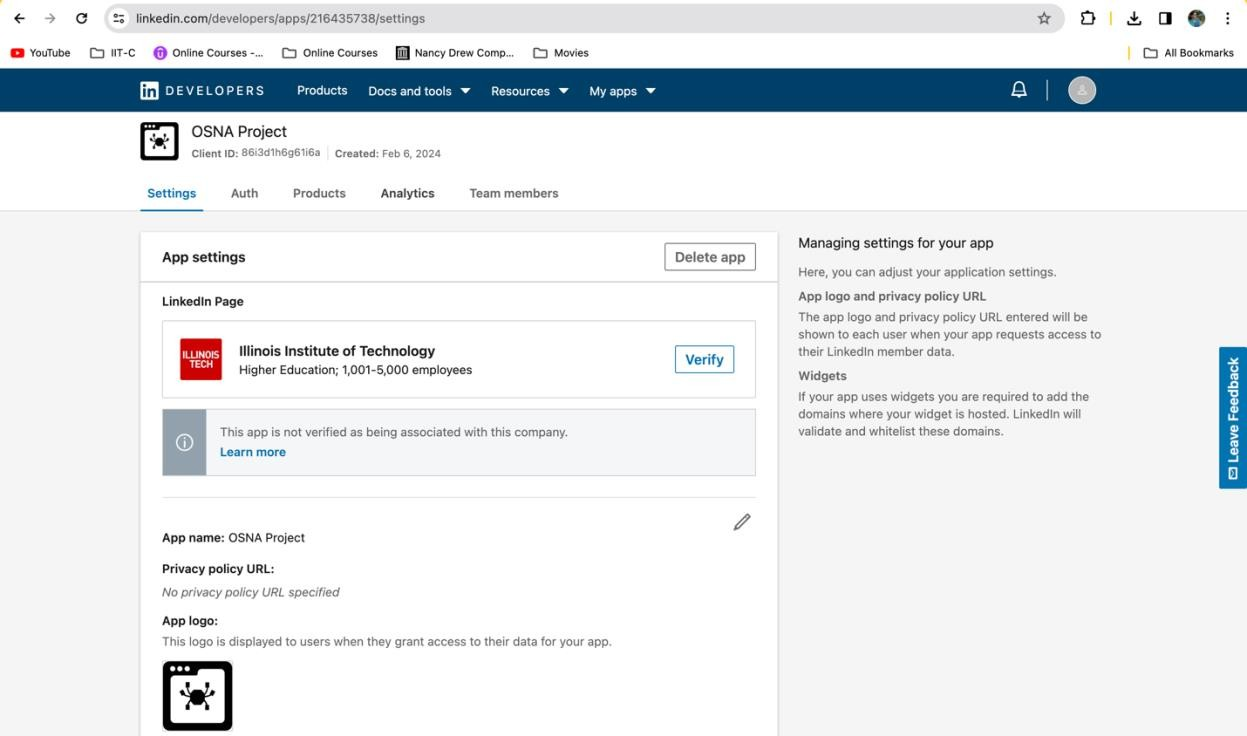 linkedin.com/developers/apps/216435738/settings
YouTube IIT-C Online Courses -... Online Courses Nancy Drew Comp... Movies All Bookmarks
in DEVELOPERS Products Docs and tools Resources My apps
OSNA Project
Client ID: 86i3d1h6g61i6a Created: Feb 6, 2024
Settings Auth Products Analytics Team members
App settings Delete app
LinkedIn Page
ILLINOIS TECH
Illinois Institute of Technology
Higher Education; 1,001-5,000 employees
Verify
This app is not verified as being associated with this company.
Learn more
App name: OSNA Project
Privacy policy URL:
No privacy policy URL specified
App logo:
This logo is displayed to users when they grant access to their data for your app.
Managing settings for your app
Here, you can adjust your application settings.
App logo and privacy policy URL
The app logo and privacy policy URL entered will be
shown to each user when your app requests access to
their LinkedIn member data.
Widgets
If your app uses widgets you are required to add the
domains where your widget is hosted. LinkedIn will
validate and whitelist these domains.
Leave Feedback